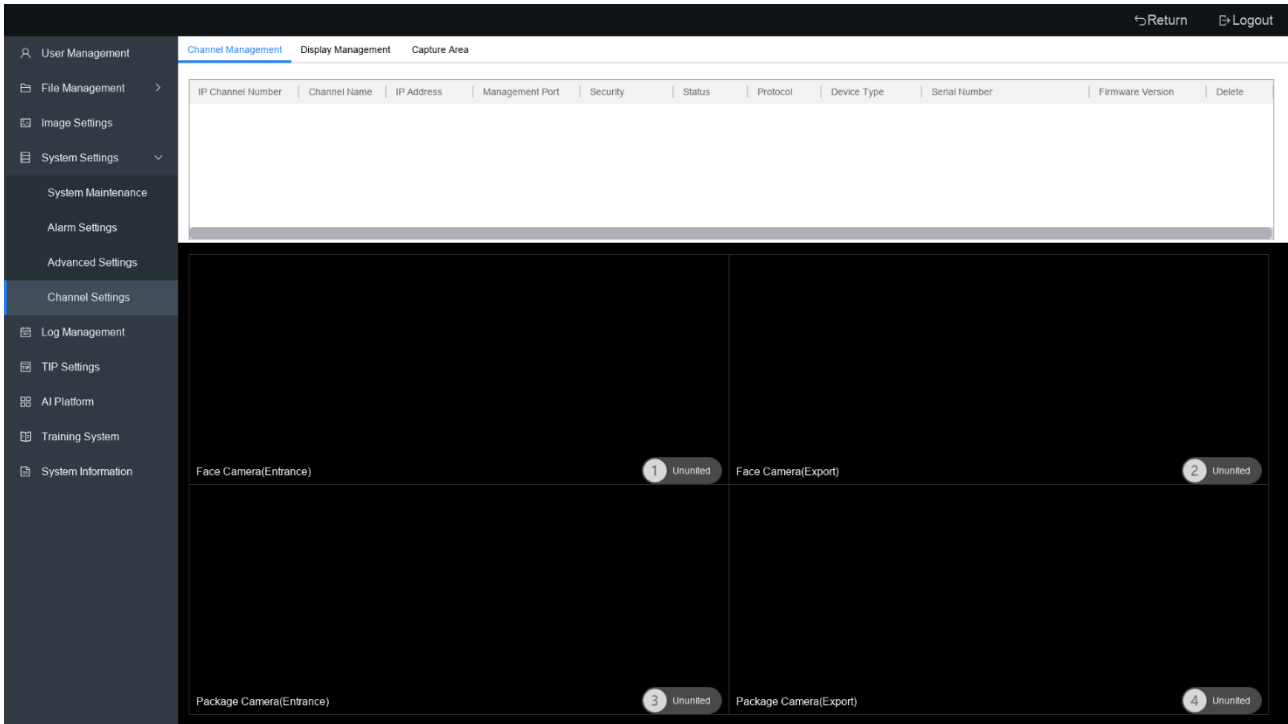 Return Logout
User Management
File Management
Image Settings
System Settings
System Maintenance
Alarm Settings
Advanced Settings
Channel Settings
Log Management
TIP Settings
AI Platform
Training System
System Information
Channel Management Display Management Capture Area
IP Channel Number Channel Name IP Address Management Port Security Status Protocol Device Type Serial Number Firmware Version Delete
Face Camera(Entrance) 1 Ununited Face Camera(Export) 2 Ununited
Package Camera(Entrance) 3 Ununited Package Camera(Export) 4 Ununited